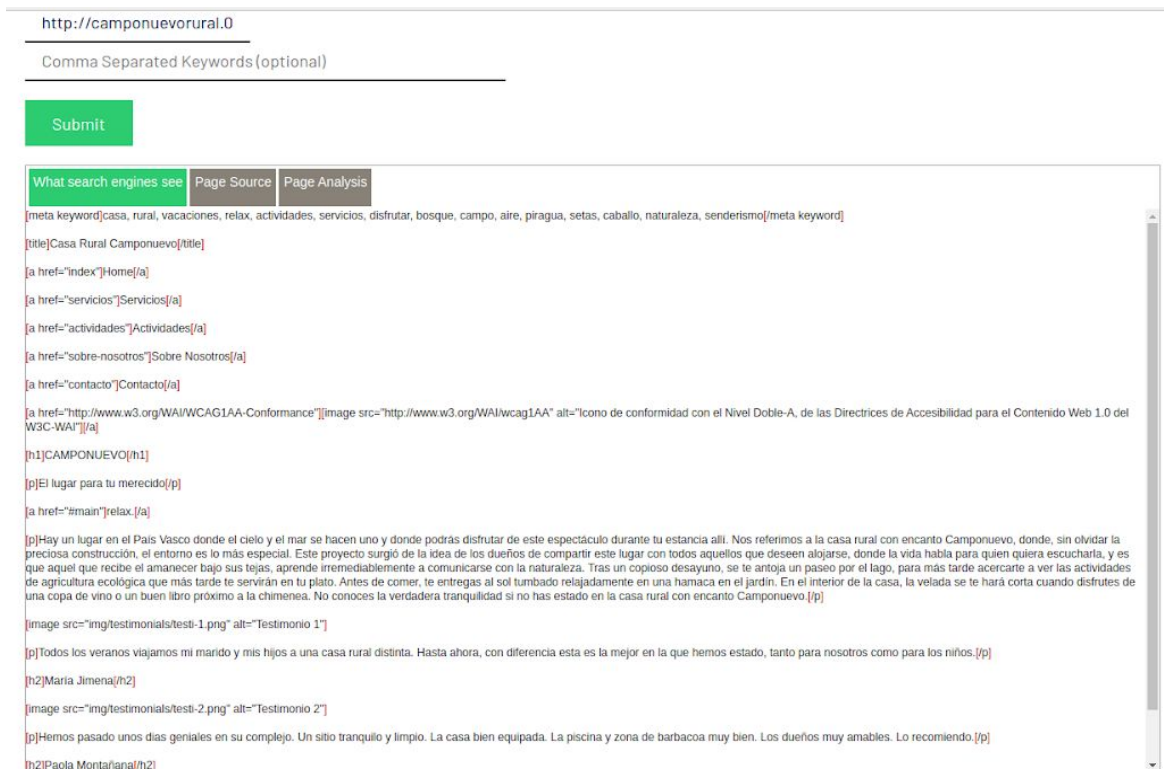 http://camponuevorural.0
Comma Separated Keywords (optional)
Submit
What search engines see Page Source Page Analysis
[meta keyword]casa, rural, vacaciones, relax, actividades, servicios, disfrutar, bosque, campo, aire, piragua, setas, caballo, naturaleza, senderismo[/meta keyword]
[title]Casa Rural Camponuevo[/title]
[a href="index"]Home[/a]
[a href="servicios"]Servicios[/a]
[a href="actividades"]Actividades[/a]
[a href="sobre-nosotros"]Sobre Nosotros[/a]
[a href="contacto"]Contacto[/a]
[a href="http://www.w3.org/WAI/WCAG1AA-Conformance"][image src="http://www.w3.org/WAI/wcag1AA" alt="Icono de conformidad con el Nivel Doble-A, de las Directrices de Accesibilidad para el Contenido Web 1.0 del
W3C-WAI"][/a]
[h1]CAMPONUEVO[/h1]
[p]El lugar para tu merecido[/p]
[a href="#main"]relax.[/a]
[p]Hay un lugar en el País Vasco donde el cielo y el mar se hacen uno y donde podrás disfrutar de este espectáculo durante tu estancia allí. Nos referimos a la casa rural con encanto Camponuevo, donde, sin olvidar la
preciosa construcción, el entorno es lo más especial. Este proyecto surgió de la idea de los dueños de compartir este lugar con todos aquellos que deseen alojarse, donde la vida habla para quien quiera escucharla, y es
que aquel que recibe el amanecer bajo sus tejas, aprende irremediablemente a comunicarse con la naturaleza. Tras un copioso desayuno, se te antoja un paseo por el lago, para más tarde acercarte a ver las actividades
de agricultura ecológica que más tarde te servirán en tu plato. Antes de comer, te entregas al sol tumbado relajadamente en una hamaca en el jardín. En el interior de la casa, la velada se te hará corta cuando disfrutes de
una copa de vino o un buen libro próximo a la chimenea. No conoces la verdadera tranquilidad si no has estado en la casa rural con encanto Camponuevo.[/p]
[image src="img/testimonials/testi-1.png" alt="Testimonio 1"]
[p]Todos los veranos viajamos mi marido y mis hijos a una casa rural distinta. Hasta ahora, con diferencia esta es la mejor en la que hemos estado, tanto para nosotros como para los niños.[/p]
[h2]María Jimena[/h2]
[image src="img/testimonials/testi-2.png" alt="Testimonio 2"]
[p]Hemos pasado unos días geniales en su complejo. Un sitio tranquilo y limpio. La casa bien equipada. La piscina y zona de barbacoa muy bien. Los dueños muy amables. Lo recomiendo.[/p]
[h2]Paola Montañana[/h2]